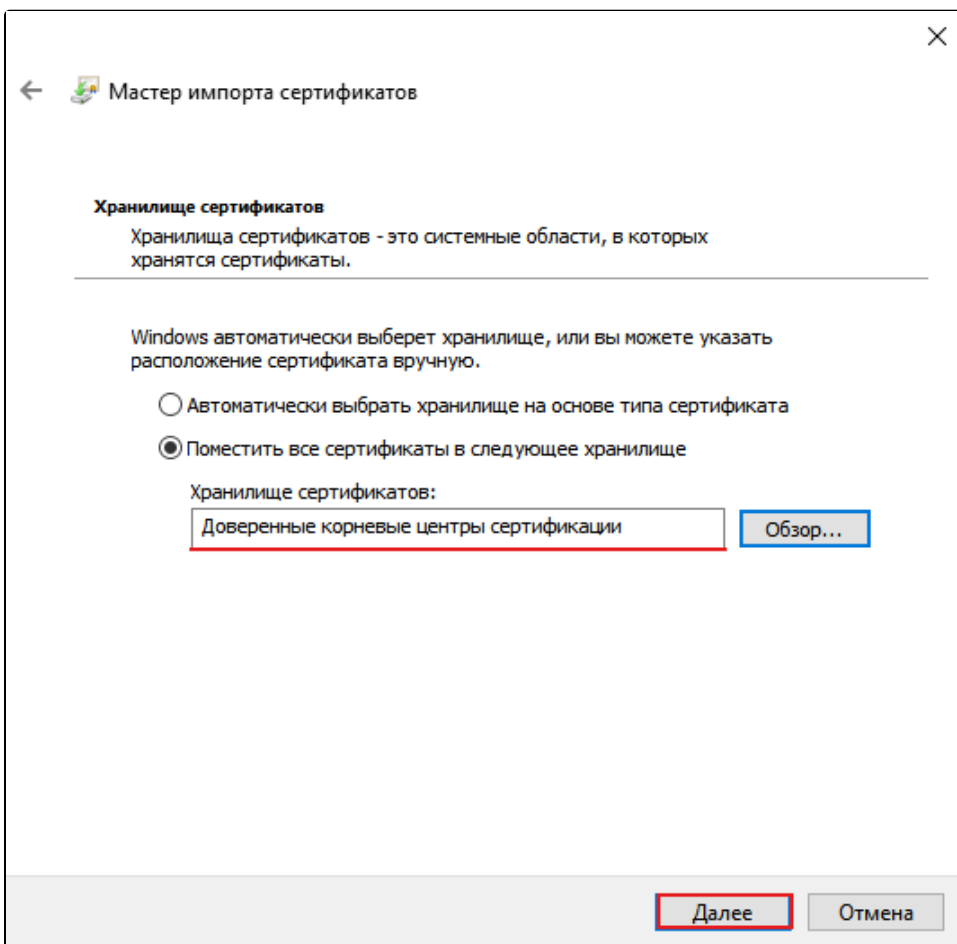 Мастер импорта сертификатов
Хранилище сертификатов
Хранилища сертификатов - это системные области, в которых
хранятся сертификаты.
Windows автоматически выберет хранилище, или вы можете указать
расположение сертификата вручную.
Автоматически выбрать хранилище на основе типа сертификата
Поместить все сертификаты в следующее хранилище
Хранилище сертификатов:
Доверенные корневые центры сертификации
Обзор...
Далее
Отмена